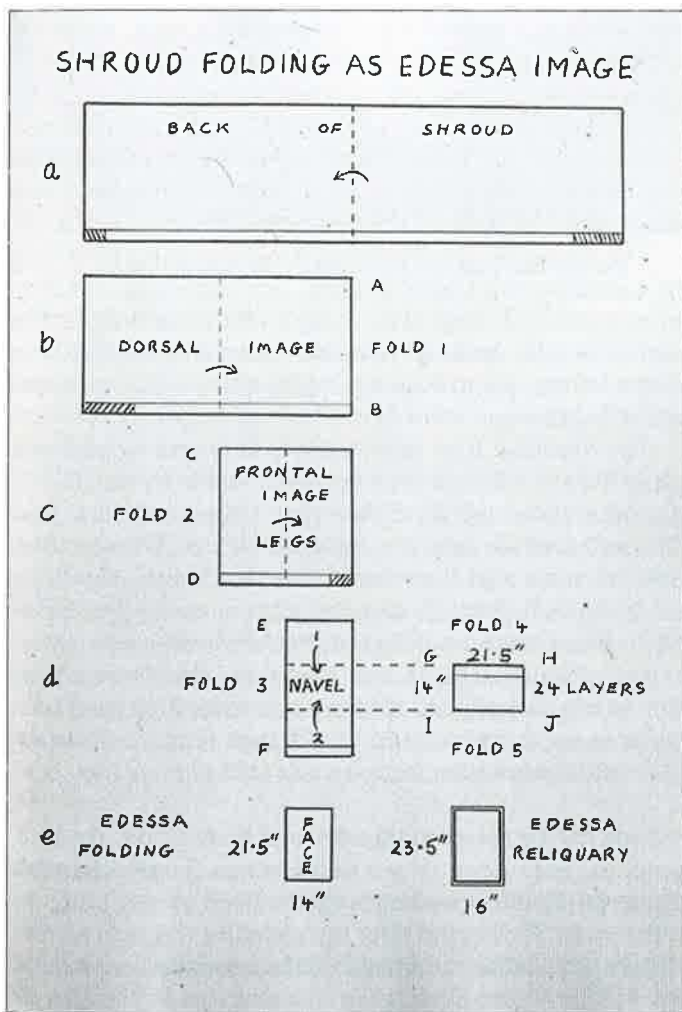 SHROUD FOLDING AS EDESSA IMAGE
BACK OF SHROUD
a
A
b DORSAL IMAGE FOLD 1
B
C
FRONTAL
IMAGE
C FOLD 2
LEGS
D
E FOLD 4
1 G 21.5" H
d FOLD 3 NAVEL 14" 24 LAYERS
2 I J
F FOLD 5
e EDESSA FOLDING 21.5" FACE 23.5" EDESSA RELIQUARY
14" 16"